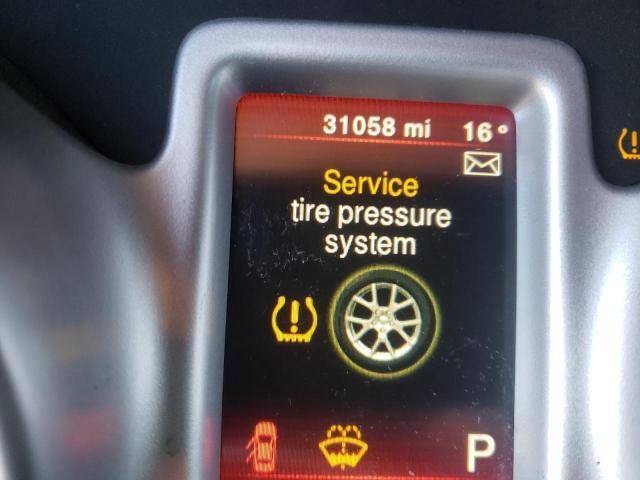 31058 mi 16°
Service
tire pressure
system
P